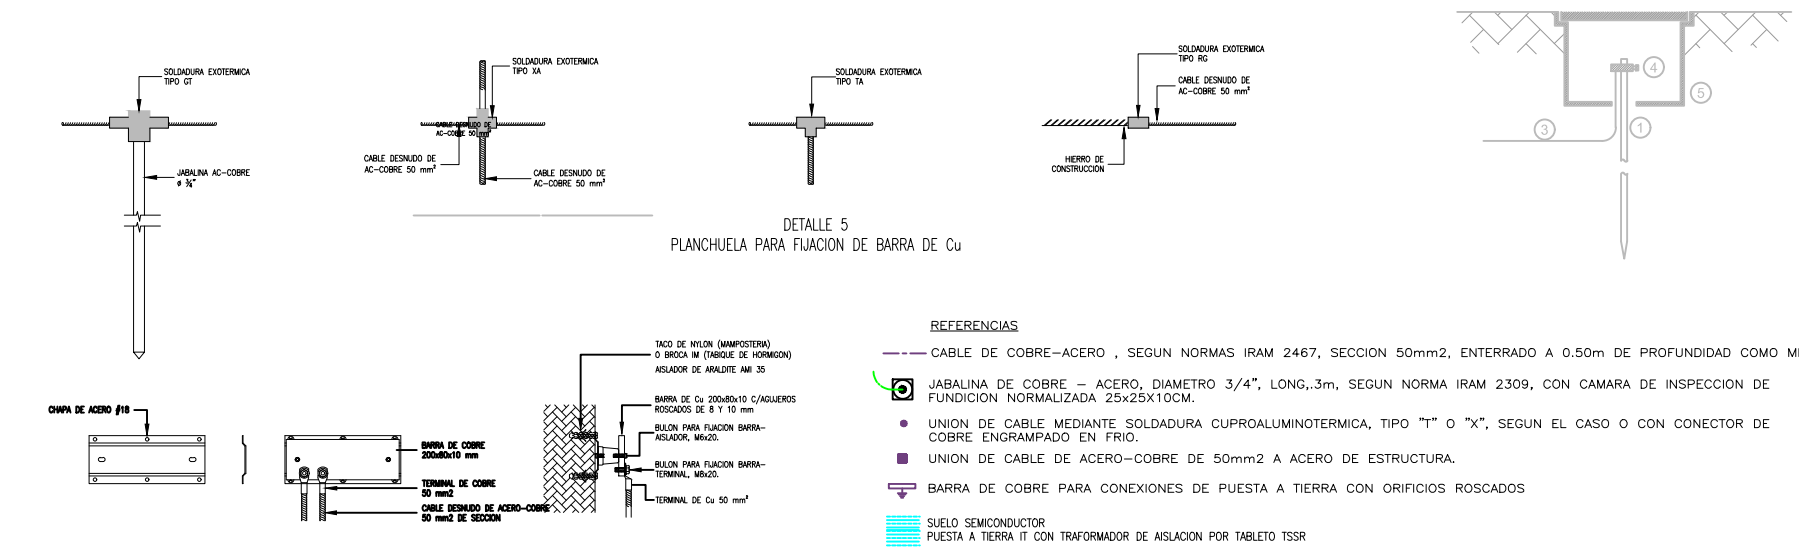 SOLDADURA EXOTERMICA
TIPO GT
JABALINA AC-COBRE
ø ¾"
SOLDADURA EXOTERMICA
TIPO XA
CABLE DESNUDO DE
AC-COBRE 50 mm²
CABLE DESNUDO DE
AC-COBRE 50 mm²
CABLE DESNUDO DE
AC-COBRE 50 mm²
SOLDADURA EXOTERMICA
TIPO TA
SOLDADURA EXOTERMICA
TIPO RG
CABLE DESNUDO DE
AC-COBRE 50 mm²
HIERRO DE
CONSTRUCCION
4
5
3
1
DETALLE 5
PLANCHUELA PARA FIJACION DE BARRA DE Cu
CHAPA DE ACERO #18
BARRA DE COBRE
200x80x10 mm
TERMINAL DE COBRE
50 mm2
CABLE DESNUDO DE ACERO-COBRE
50 mm2 DE SECCION
TACO DE NYLON (MAMPOSTERIA)
O BROCA IM (TABIQUE DE HORMIGON)
AISLADOR DE ARALDITE AMI 35
BARRA DE Cu 200x80x10 C/AGUJEROS
ROSCADOS DE 8 Y 10 mm
BULON PARA FIJACION BARRA-
AISLADOR, M6x20.
BULON PARA FIJACION BARRA-
TERMINAL, M8x20.
TERMINAL DE Cu 50 mm²
REFERENCIAS
CABLE DE COBRE-ACERO , SEGUN NORMAS IRAM 2467, SECCION 50mm2, ENTERRADO A 0.50m DE PROFUNDIDAD COMO
JABALINA DE COBRE - ACERO, DIAMETRO 3/4", LONG,.3m, SEGUN NORMA IRAM 2309, CON CAMARA DE INSPECCION DE
FUNDICION NORMALIZADA 25x25X10CM.
UNION DE CABLE MEDIANTE SOLDADURA CUPROALUMINOTERMICA, TIPO "T" O "X", SEGUN EL CASO O CON CONECTOR DE
COBRE ENGRAMPADO EN FRIO.
UNION DE CABLE DE ACERO-COBRE DE 50mm2 A ACERO DE ESTRUCTURA.
BARRA DE COBRE PARA CONEXIONES DE PUESTA A TIERRA CON ORIFICIOS ROSCADOS
SUELO SEMICONDUCTOR
PUESTA A TIERRA IT CON TRAFORMADOR DE AISLACION POR TABLETO TSSR